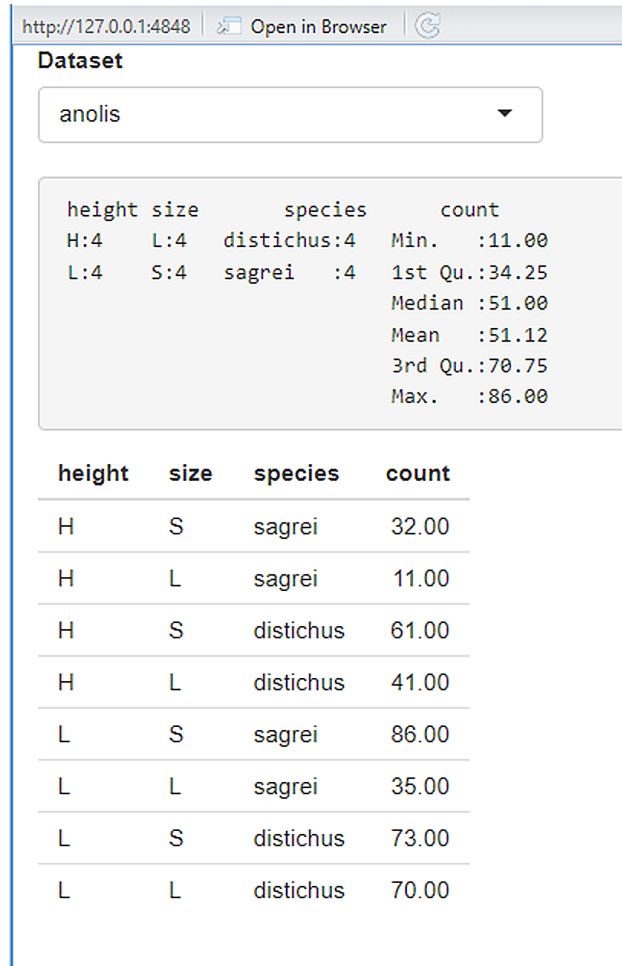 http://127.0.0.1:4848 Open in Browser
Dataset
anolis
height size species count
H:4 L:4 distichus:4 Min. :11.00
L:4 S:4 sagrei :4 1st Qu.:34.25
Median :51.00
Mean :51.12
3rd Qu.:70.75
Max. :86.00
height size species count
H S sagrei 32.00
H L sagrei 11.00
H S distichus 61.00
H L distichus 41.00
L S sagrei 86.00
L L sagrei 35.00
L S distichus 73.00
L L distichus 70.00